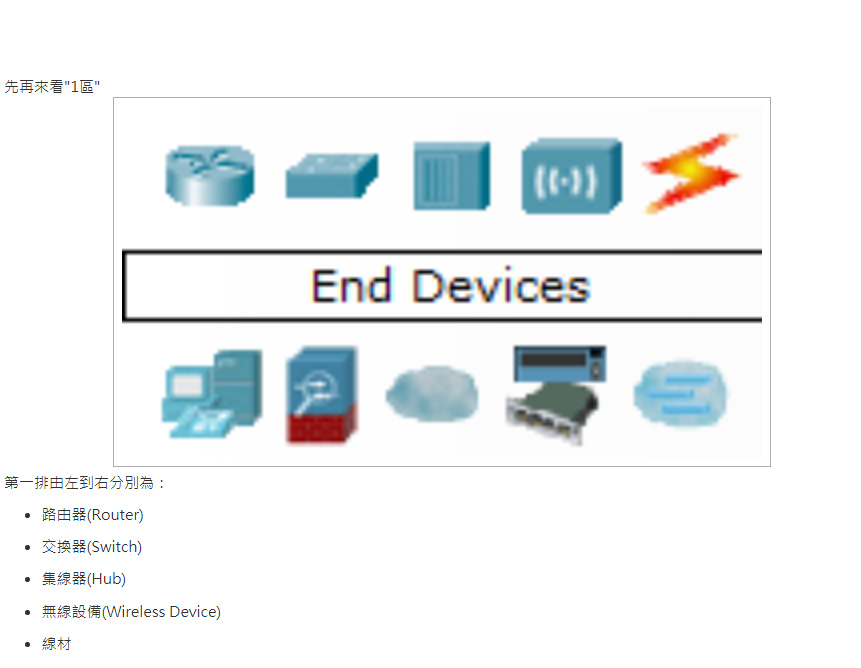 先再來看"1區"
End Devices
第一排由左到右分別為：
路由器(Router)
交換器(Switch)
集線器(Hub)
無線設備(Wireless Device)
線材